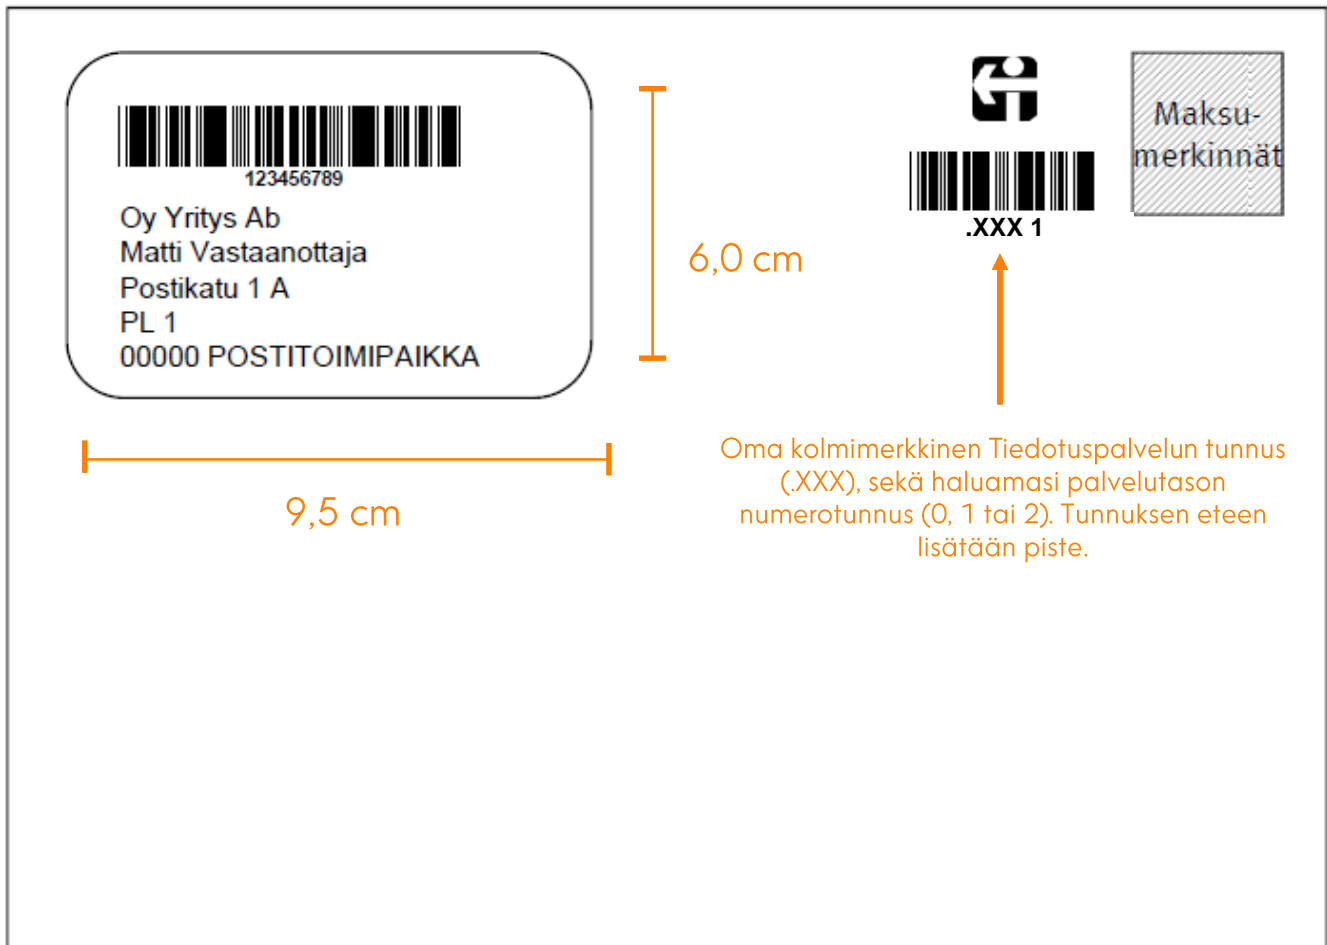 123456789
Oy Yritys Ab
Matti Vastaanottaja
Postikatu 1 A
PL 1
00000 POSTITOIMIPAIKKA
6,0 cm
9,5 cm
.XXX 1
Maksu-
merkinnät
Oma kolmimerkkinen Tiedotuspalvelun tunnus
(.XXX), sekä haluamasi palvelutason
numerotunnus (0, 1 tai 2). Tunnuksen eteen
lisätään piste.